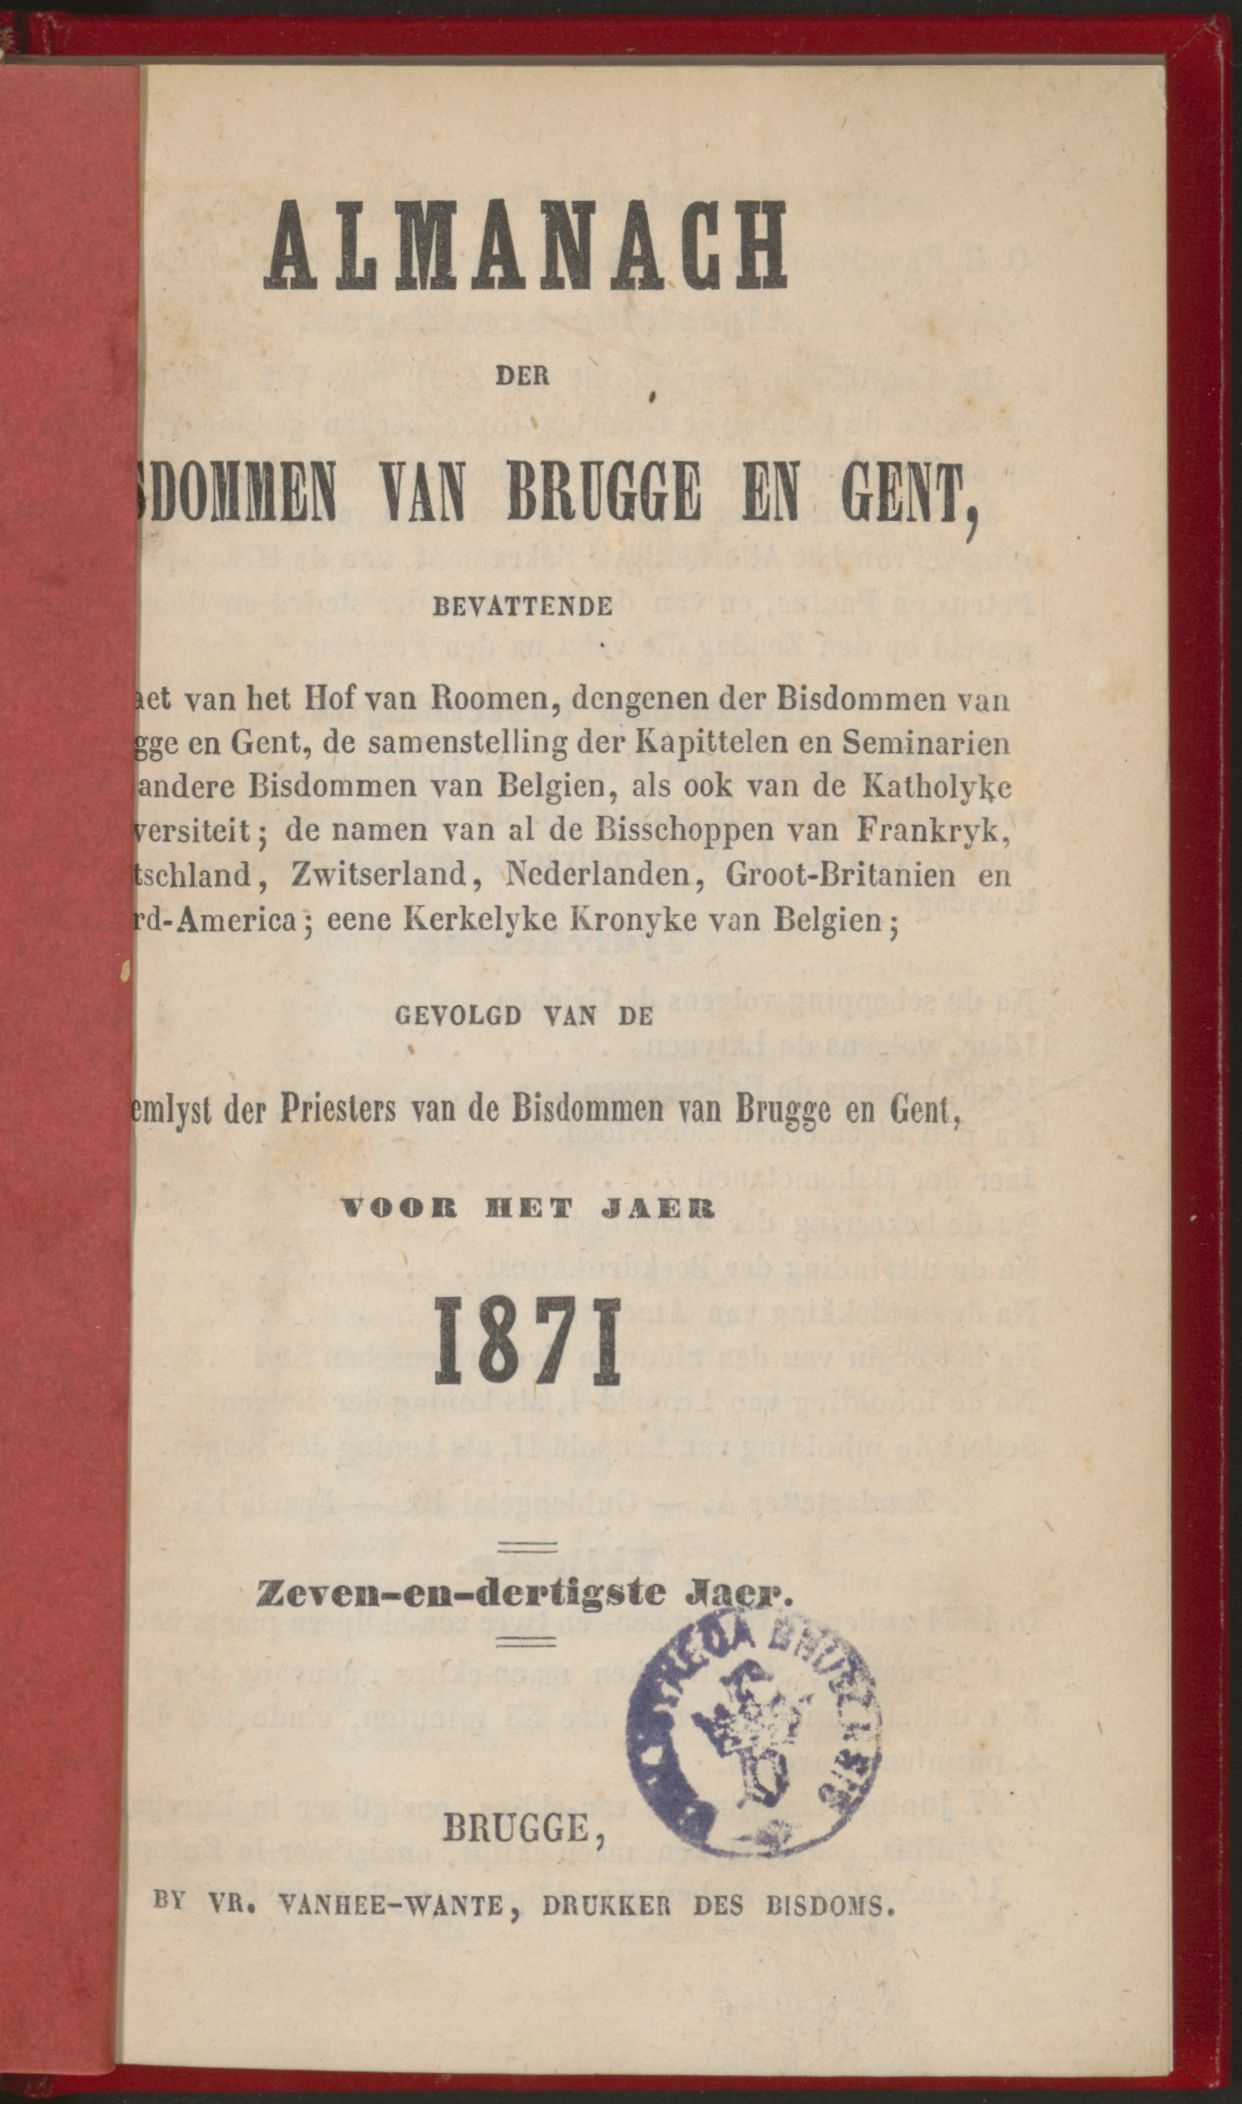 ALMANACH
DER
SDOMMEN VAN BRUGGE EN GENT,
BEVATTENDE
aet van het Hof van Roomen, dengenen der Bisdommen van
gge en Gent, de samenstelling der Kapittelen en Seminarien
andere Bisdommen van Belgien, als ook van de Katholyke
versiteit; de namen van al de Bisschoppen van Frankryk,
tschland, Zwitserland, Nederlanden, Groot-Britanien en
rd-America; eene Kerkelyke Kronyke van Belgien;
GEVOLGD VAN DE
emlyst der Priesters van de Bisdommen van Brugge en Gent,
VOOR HET JAER
1871
Zeven-en-dertigste Jaer.
BRUGGE,
BY VR. VANHEE-WANTE, DRUKKER DES BISDOMS.